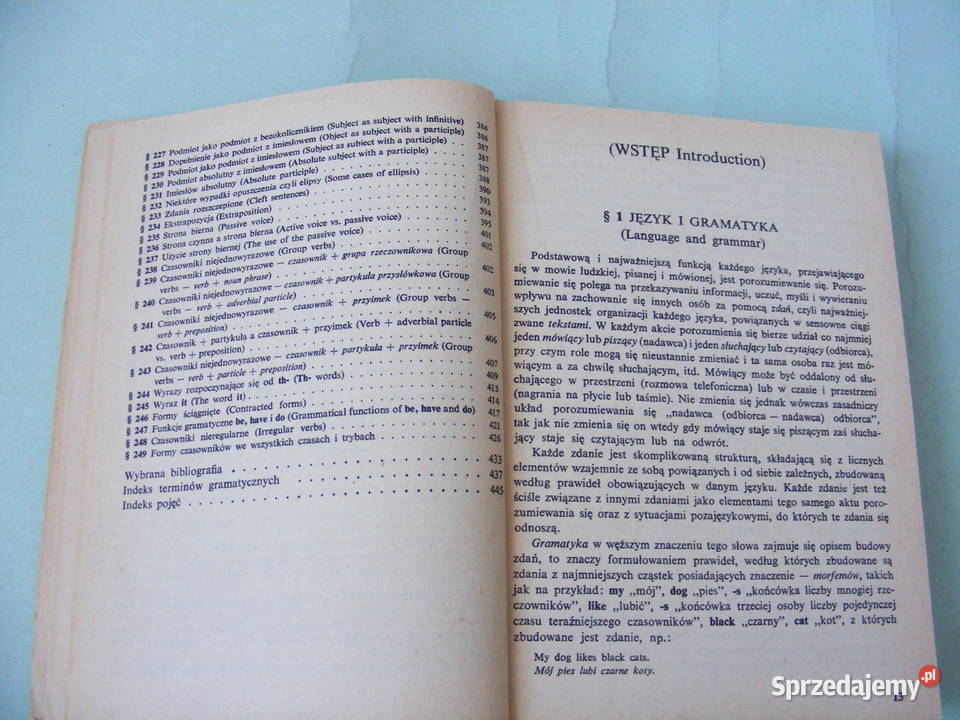 § 227 Podmiot jako podmiot z bezokolicznikiem (Subject as subject with infinitive) 384
§ 228 Dopełnienie jako podmiot z imiesłowem (Object as subject with a participle) . 386
§ 229 Podmiot jako podmiot z imiesłowem (Subject as subject with a participle) . . 387
§ 230 Podmiot absolutny z imiesłowem (Absolute subject with a participle) . . . 387
§ 231 Imiesłów absolutny (Absolute participle) . . . 387
§ 232 Niektóre wypadki opuszczenia czyli elipsy (Some cases of ellipsis) . . . 388
§ 233 Zdania rozszczepione (Cleft sentences) . . . 390
§ 234 Ekstrapozycja (Extraposition) . . . 393
§ 235 Strona bierna (Passive voice) . . . 394
§ 236 Strona czynna a strona bierna (Active voice vs. passive voice) . . . 395
§ 237 Użycie strony biernej (The use of the passive voice) . . . 401
§ 238 Czasowniki niejednowyrazowe (Group verbs) . . . 402
§ 239 Czasowniki niejednowyrazowe — czasownik + grupa rzeczownikowa (Group
verbs — verb + noun phrase) . . . 402
§ 240 Czasowniki niejednowyrazowe — czasownik + partykuła przysłówkowa (Group
verbs — verb + adverbial particle) . . . 403
§ 241 Czasowniki niejednowyrazowe — czasownik + przyimek (Group verbs —
verb + preposition) . . . 405
§ 242 Czasownik + partykuła a czasownik + przyimek (Verb + adverbial particle
vs. verb + preposition) . . . 406
§ 243 Czasowniki niejednowyrazowe — czasownik + partykuła + przyimek (Group
verbs — verb + particle + preposition) . . . 407
§ 244 Wyrazy rozpoczynające się od th- (Th- words) . . . 409
§ 245 Wyraz it (The word it) . . . 413
§ 246 Formy ściągnięte (Contracted forms) . . . 414
§ 247 Funkcje gramatyczne be, have i do (Grammatical functions of be, have and do) 417
§ 248 Czasowniki nieregularne (Irregular verbs) . . . 421
§ 249 Formy czasowników we wszystkich czasach i trybach . . . 426
Wybrana bibliografia . . . 433
Indeks terminów gramatycznych . . . 437
Indeks pojęć . . . 445
(WSTĘP Introduction)
§ 1 JĘZYK I GRAMATYKA
(Language and grammar)
Podstawową i najważniejszą funkcją każdego języka, przejawiającego
się w mowie ludzkiej, pisanej i mówionej, jest porozumiewanie się. Porozu-
miewanie się polega na przekazywaniu informacji, uczuć, myśli i wywieraniu
wpływu na zachowanie się innych osób za pomocą zdań, czyli najważniej-
szych jednostek organizacji każdego języka, powiązanych w sensowne ciągi
zwane tekstami. W każdym akcie porozumienia się bierze udział co najmniej
jeden mówiący lub piszący (nadawca) i jeden słuchający lub czytający (odbiorca),
przy czym role mogą się nieustannie zmieniać i ta sama osoba raz jest mó-
wiącym a za chwilę słuchającym, itd. Mówiący może być oddalony od słu-
chającego w przestrzeni (rozmowa telefoniczna) lub w czasie i przestrzeni
(nagrania na płycie lub taśmie). Nie zmienia się jednak wówczas zasadniczy
układ porozumiewania się „nadawca (odbiorca — nadawca) odbiorca”,
tak jak nie zmienia się on wtedy gdy mówiący staje się piszącym zaś słucha-
jący staje się czytającym lub na odwrót.
Każde zdanie jest skomplikowaną strukturą, składającą się z licznych
elementów wzajemnie ze sobą powiązanych i od siebie zależnych, zbudowaną
według prawideł obowiązujących w danym języku. Każde zdanie jest też
ściśle związane z innymi zdaniami jako elementami tego samego aktu poro-
zumiewania się oraz z sytuacjami pozajęzykowymi, do których te zdania się
odnoszą.
Gramatyka w węższym znaczeniu tego słowa zajmuje się opisem budowy
zdań, to znaczy formułowaniem prawideł, według których zbudowane są
zdania z najmniejszych cząstek posiadających znaczenie — morfemów, takich
jak na przykład: my „mój”, dog „pies”, -s „końcówka liczby mnogiej rze-
czowników”, like „lubić”, -s „końcówka trzeciej osoby liczby pojedynczej
czasu teraźniejszego czasowników”, black „czarny”, cat „kot”, z których
zbudowane jest zdanie, np.:
My dog likes black cats.
Mój pies lubi czarne koty.
13
Sprzedajemy.pl